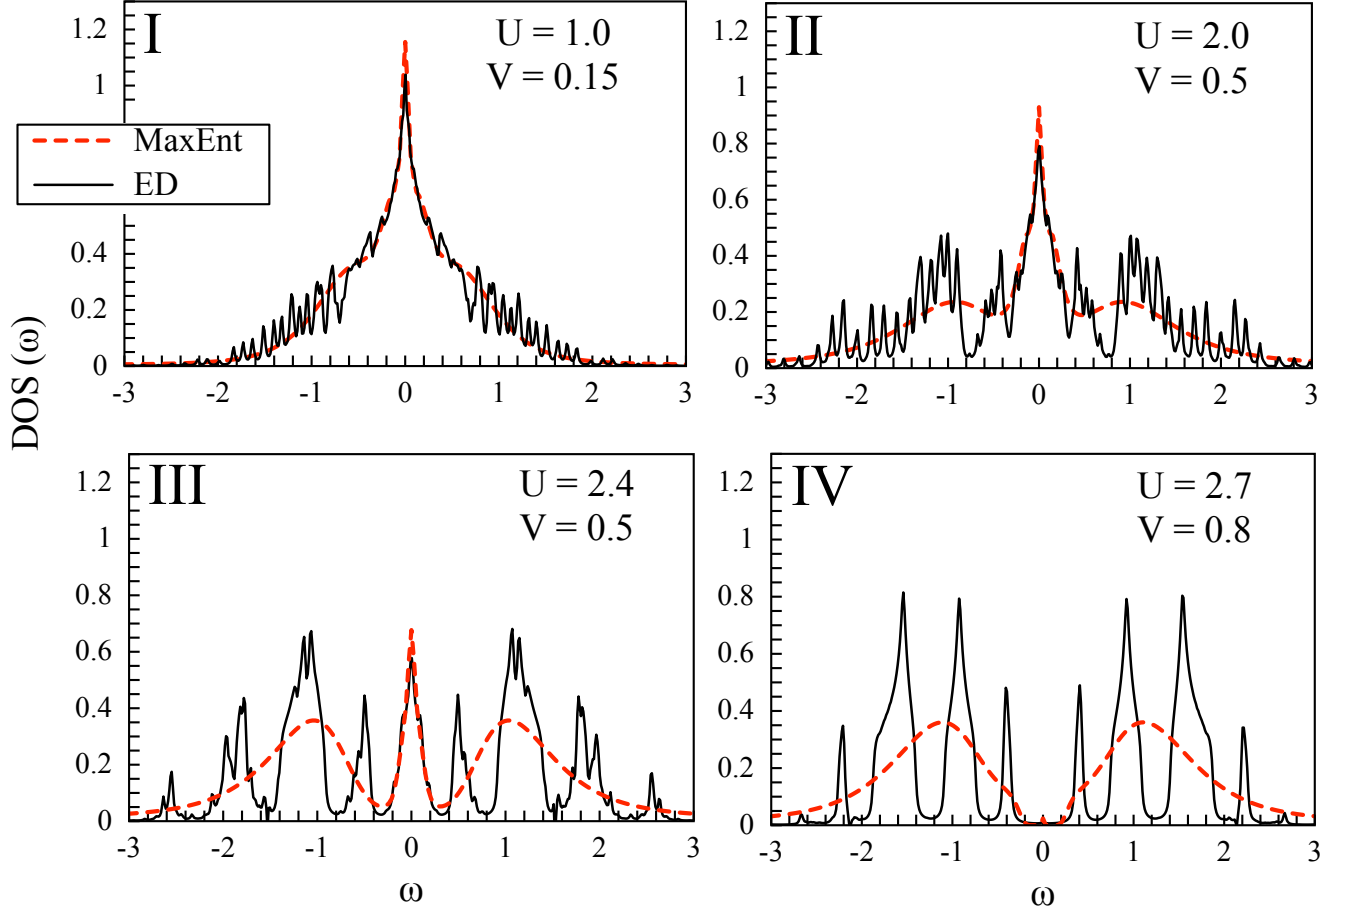 I
U = 1.0
V = 0.15
MaxEnt
ED
1.2
1
0.4
0.2
0
-3 -2 -1 0 1 2 3
II
U = 2.0
V = 0.5
1.2
1
0.8
0.6
0.4
0.2
0
-3 -2 -1 0 1 2 3
DOS (ω)
III
U = 2.4
V = 0.5
1.2
1
0.8
0.6
0.4
0.2
0
-3 -2 -1 0 1 2 3
ω
IV
U = 2.7
V = 0.8
1.2
1
0.8
0.6
0.4
0.2
0
-3 -2 -1 0 1 2 3
ω